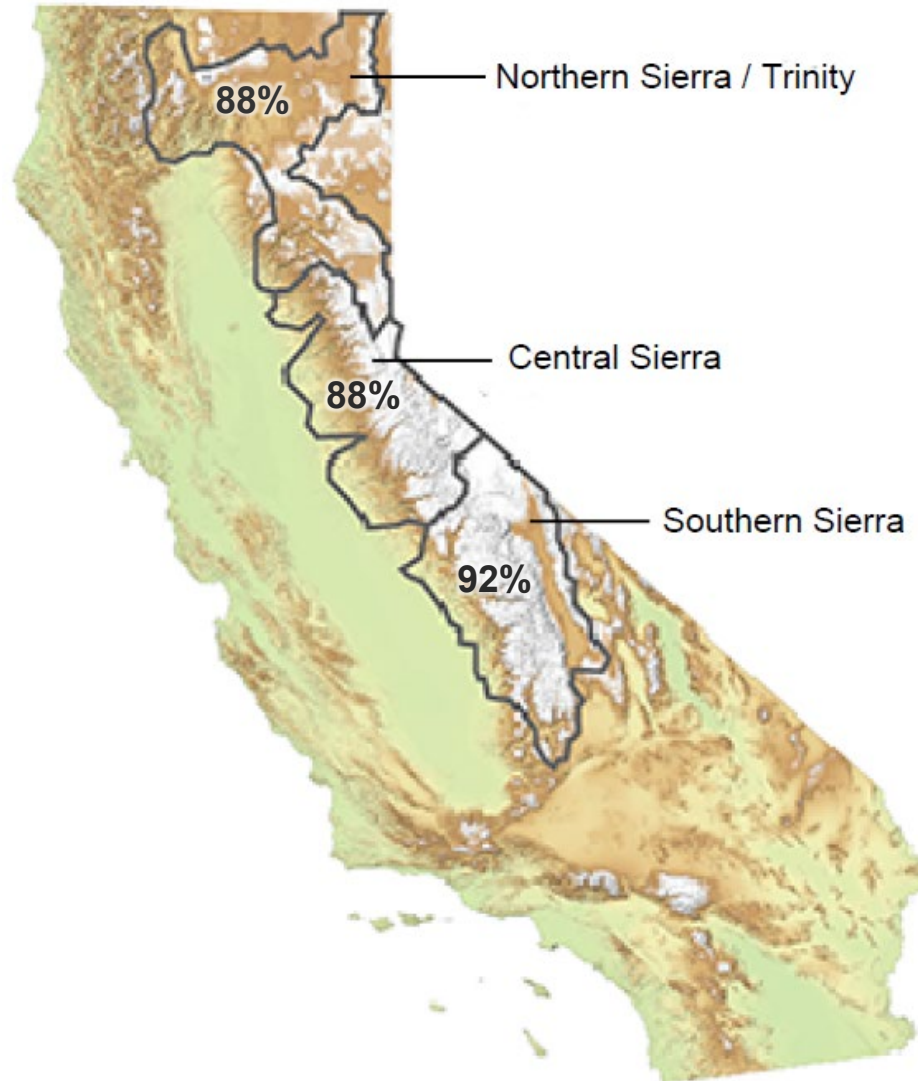 Northern Sierra / Trinity
88%
Central Sierra
88%
Southern Sierra
92%